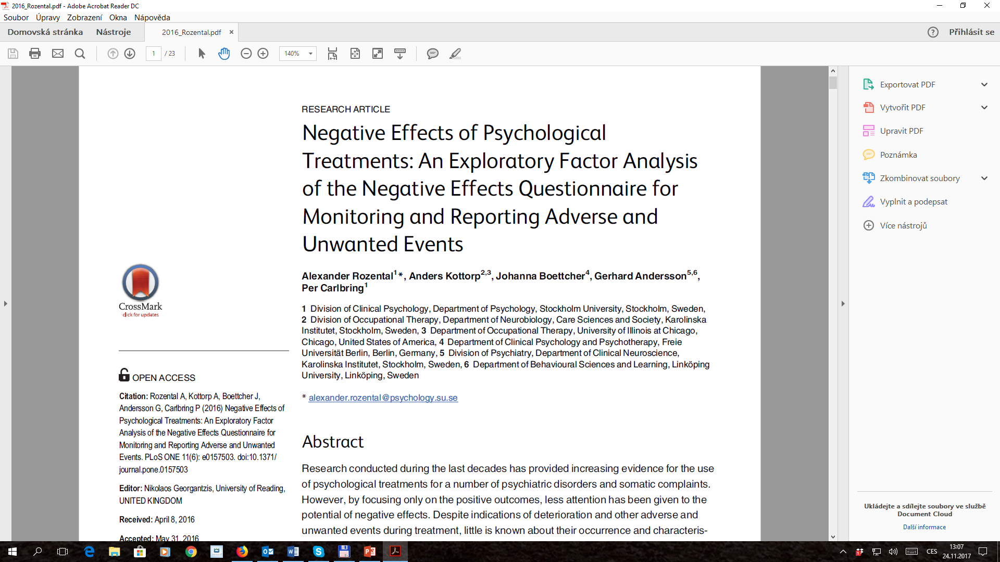 2016_Rozental.pdf - Adobe Acrobat Reader DC
Soubor Úpravy Zobrazení Okna Nápověda
Domovská stránka Nástroje 2016_Rozental.pdf × ? Přihlásit se
1 / 23 140%
RESEARCH ARTICLE
Negative Effects of Psychological
Treatments: An Exploratory Factor Analysis
of the Negative Effects Questionnaire for
Monitoring and Reporting Adverse and
Unwanted Events
Alexander Rozental1*, Anders Kottorp2,3, Johanna Boettcher4, Gerhard Andersson5,6,
Per Carlbring1
1 Division of Clinical Psychology, Department of Psychology, Stockholm University, Stockholm, Sweden,
2 Division of Occupational Therapy, Department of Neurobiology, Care Sciences and Society, Karolinska
Institutet, Stockholm, Sweden, 3 Department of Occupational Therapy, University of Illinois at Chicago,
Chicago, United States of America, 4 Department of Clinical Psychology and Psychotherapy, Freie
Universität Berlin, Berlin, Germany, 5 Division of Psychiatry, Department of Clinical Neuroscience,
Karolinska Institutet, Stockholm, Sweden, 6 Department of Behavioural Sciences and Learning, Linköping
University, Linköping, Sweden
* alexander.rozental@psychology.su.se
Abstract
Research conducted during the last decades has provided increasing evidence for the use
of psychological treatments for a number of psychiatric disorders and somatic complaints.
However, by focusing only on the positive outcomes, less attention has been given to the
potential of negative effects. Despite indications of deterioration and other adverse and
unwanted events during treatment, little is known about their occurrence and characteris-
CrossMark
click for updates
OPEN ACCESS
Citation: Rozental A, Kottorp A, Boettcher J,
Andersson G, Carlbring P (2016) Negative Effects of
Psychological Treatments: An Exploratory Factor
Analysis of the Negative Effects Questionnaire for
Monitoring and Reporting Adverse and Unwanted
Events. PLoS ONE 11(6): e0157503. doi:10.1371/
journal.pone.0157503
Editor: Nikolaos Georgantzis, University of Reading,
UNITED KINGDOM
Received: April 8, 2016
Accepted: May 31, 2016
Exportovat PDF
Vytvořit PDF
Upravit PDF
Poznámka
Zkombinovat soubory
Vyplnit a podepsat
Více nástrojů
Ukládejte a sdílejte soubory ve službě
Document Cloud
Další informace
CES
13:07
24.11.2017